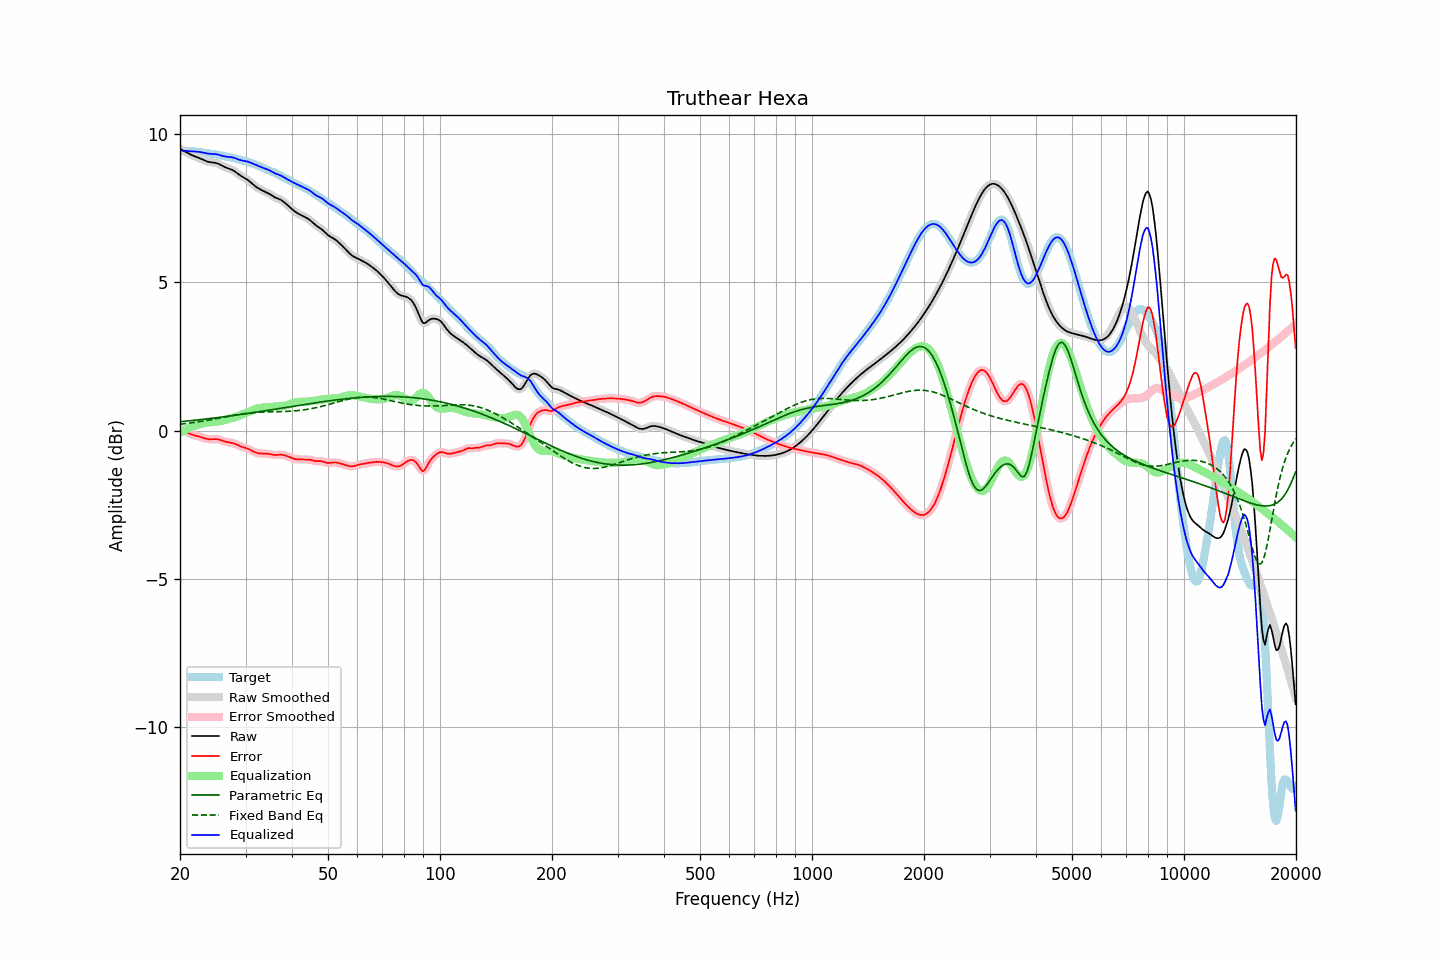 Truthear Hexa
Amplitude (dBr)
10
5
0
−5
−10
Target
Raw Smoothed
Error Smoothed
Raw
Error
Equalization
Parametric Eq
Fixed Band Eq
Equalized
20 50 100 200 500 1000 2000 5000 10000 20000
Frequency (Hz)